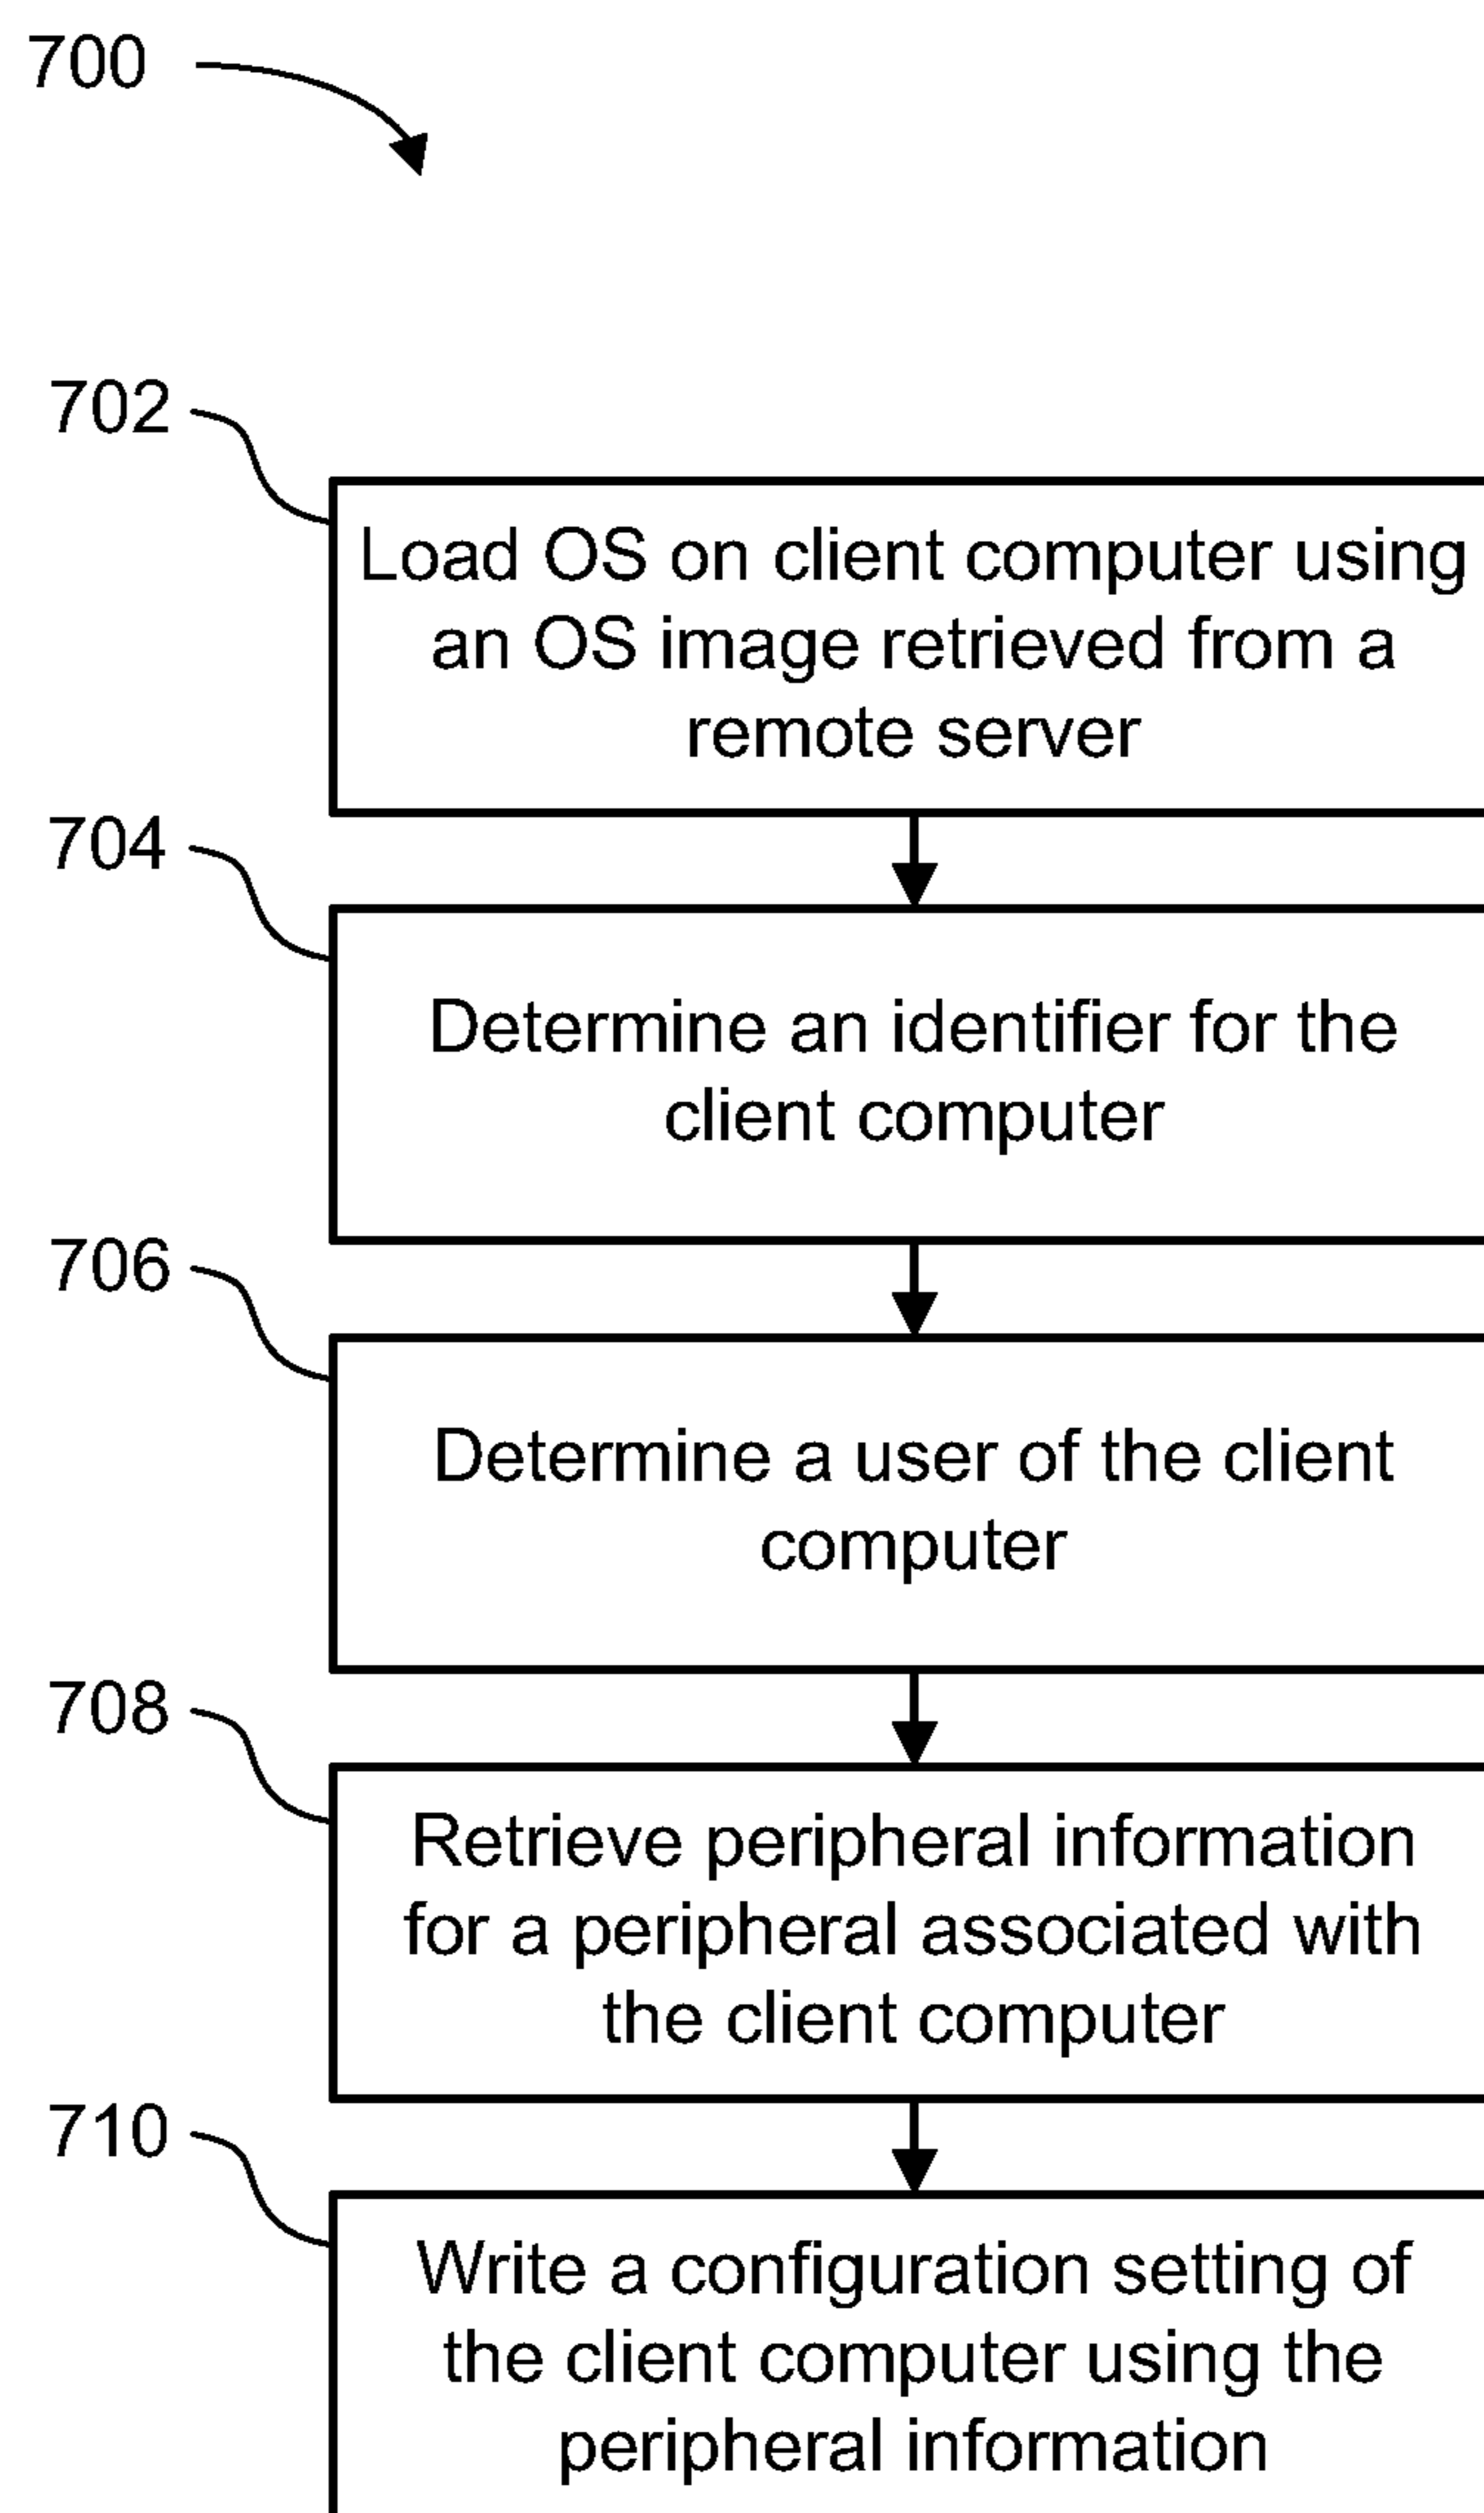 700
702
Load OS on client computer using
an OS image retrieved from a
remote server
704
Determine an identifier for the
client computer
706
Determine a user of the client
computer
708
Retrieve peripheral information
for a peripheral associated with
the client computer
710
Write a configuration setting of
the client computer using the
peripheral information